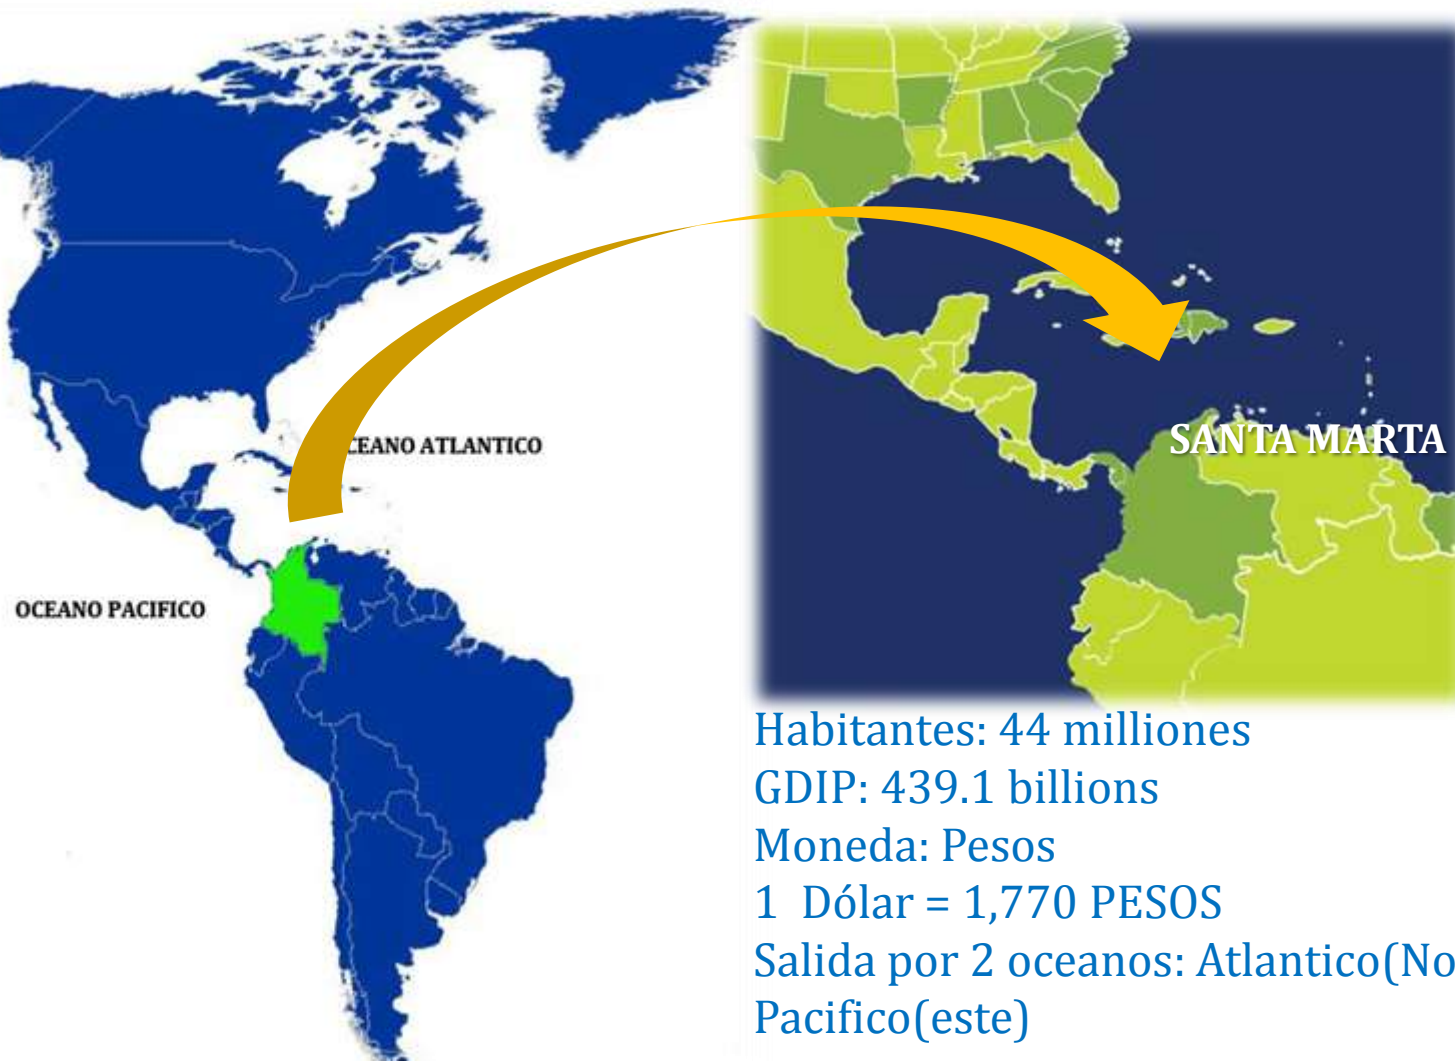 CEANO ATLANTICO
OCEANO PACIFICO
SANTA MARTA
Habitantes: 44 milliones
GDIP: 439.1 billions
Moneda: Pesos
1 Dólar = 1,770 PESOS
Salida por 2 oceanos: Atlantico(No
Pacifico(este)